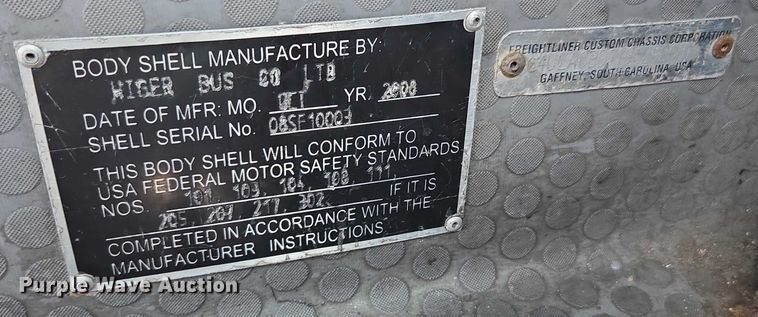 BODY SHELL MANUFACTURE BY:
HIGER BUS CO LTD
DATE OF MFR: MO. OCT YR. 2008
SHELL SERIAL No. 08SF10003
THIS BODY SHELL WILL CONFORM TO
USA FEDERAL MOTOR SAFETY STANDARDS
NOS. 101, 103, 104, 108, 111,
205, 207, 217, 302 IF IT IS
COMPLETED IN ACCORDANCE WITH THE
MANUFACTURER INSTRUCTIONS.
FREIGHTLINER CUSTOM CHASSIS CORPORATION
GAFFNEY, SOUTH CAROLINA, USA
Purple Wave Auction